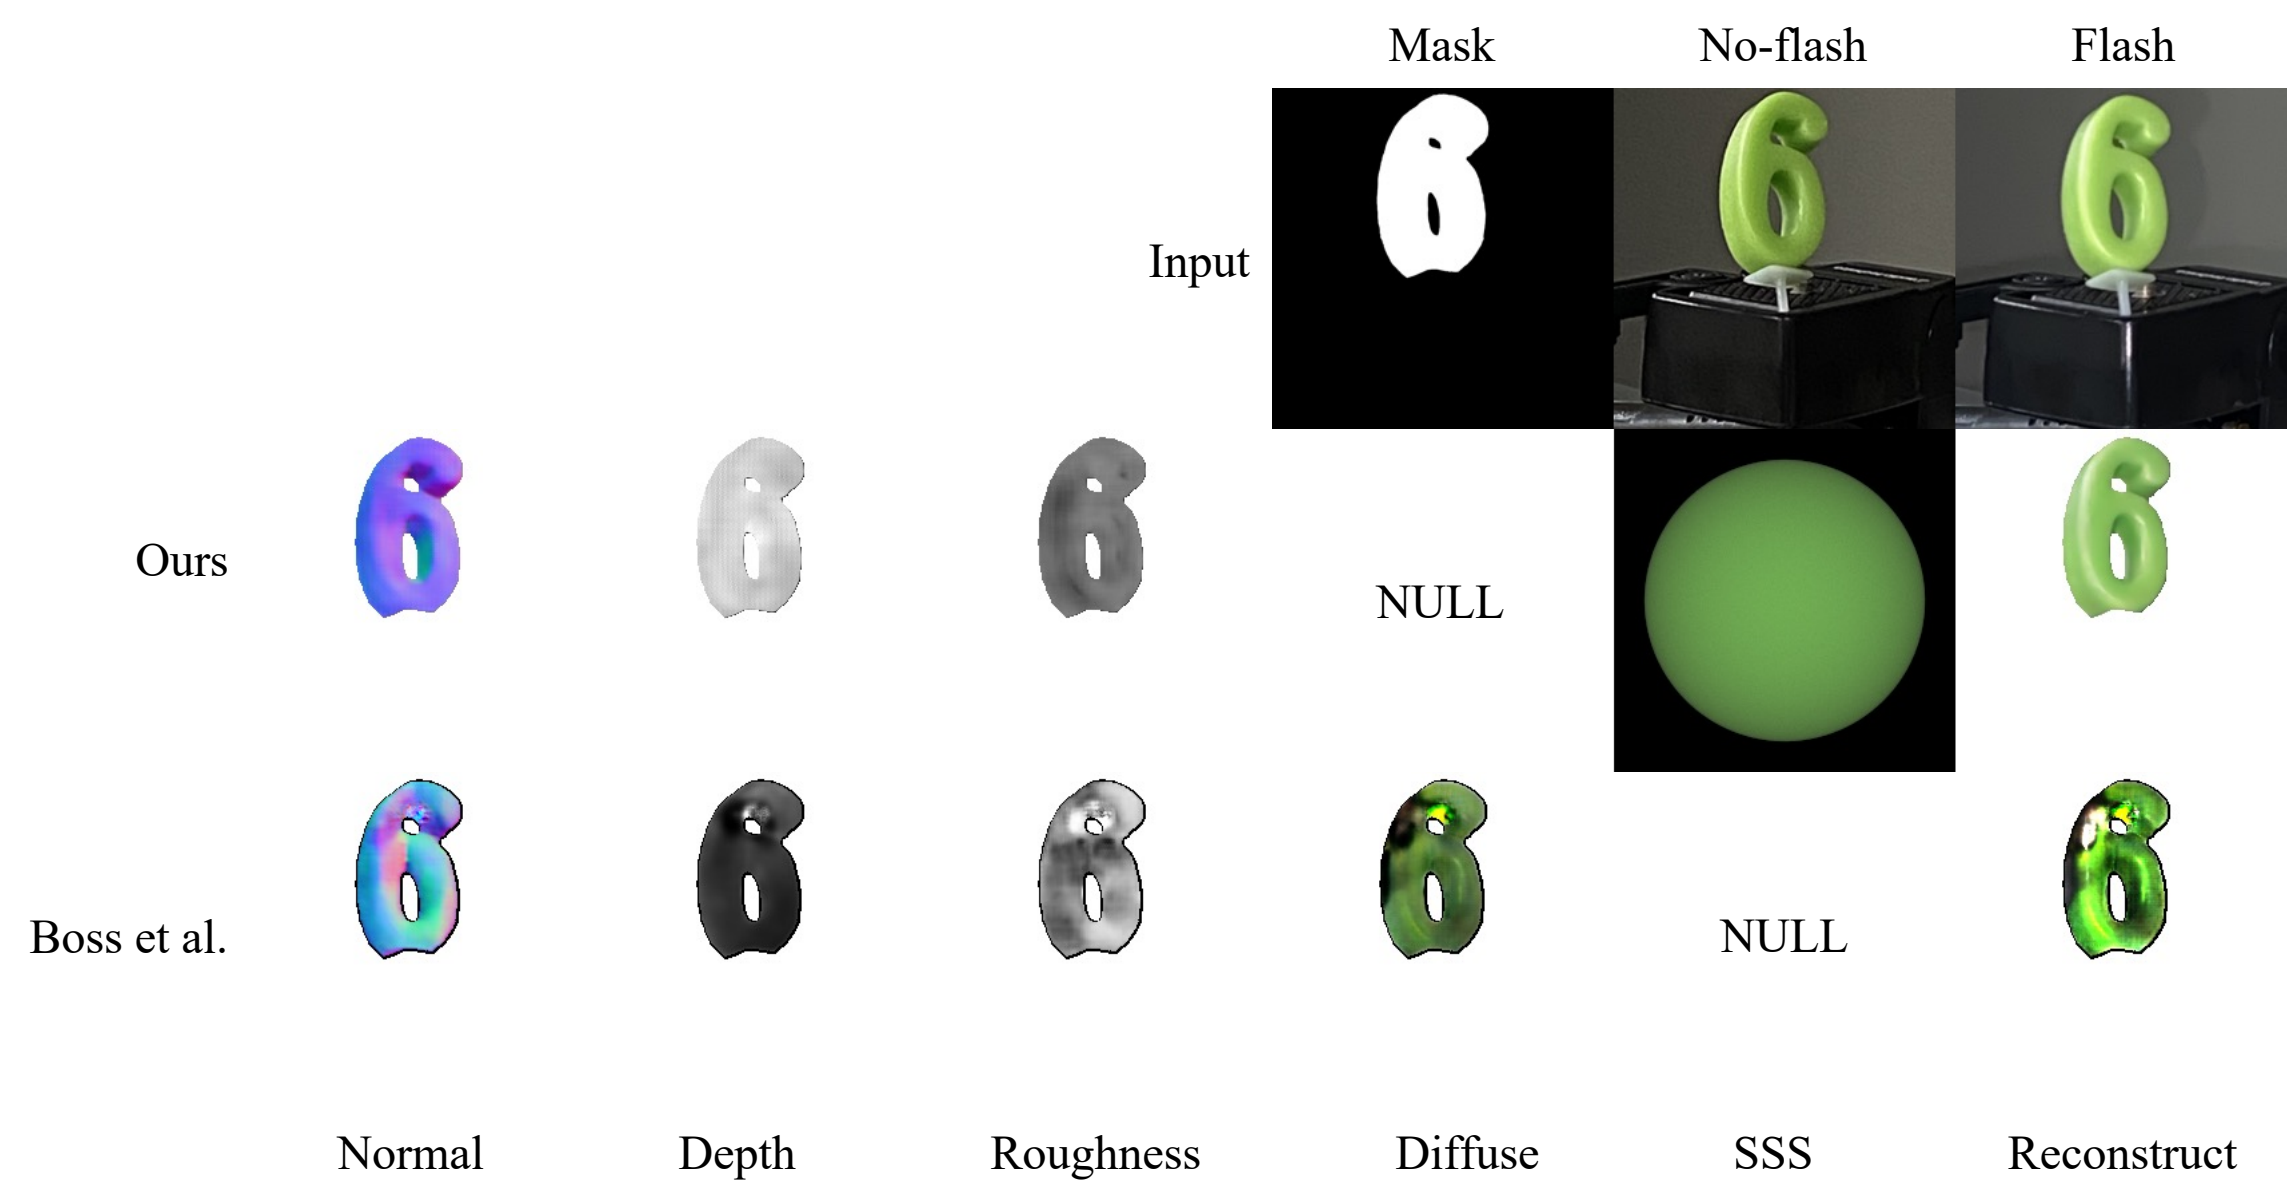 Mask No-flash Flash
Input
Ours
NULL
Boss et al.
NULL
Normal Depth Roughness Diffuse SSS Reconstruct